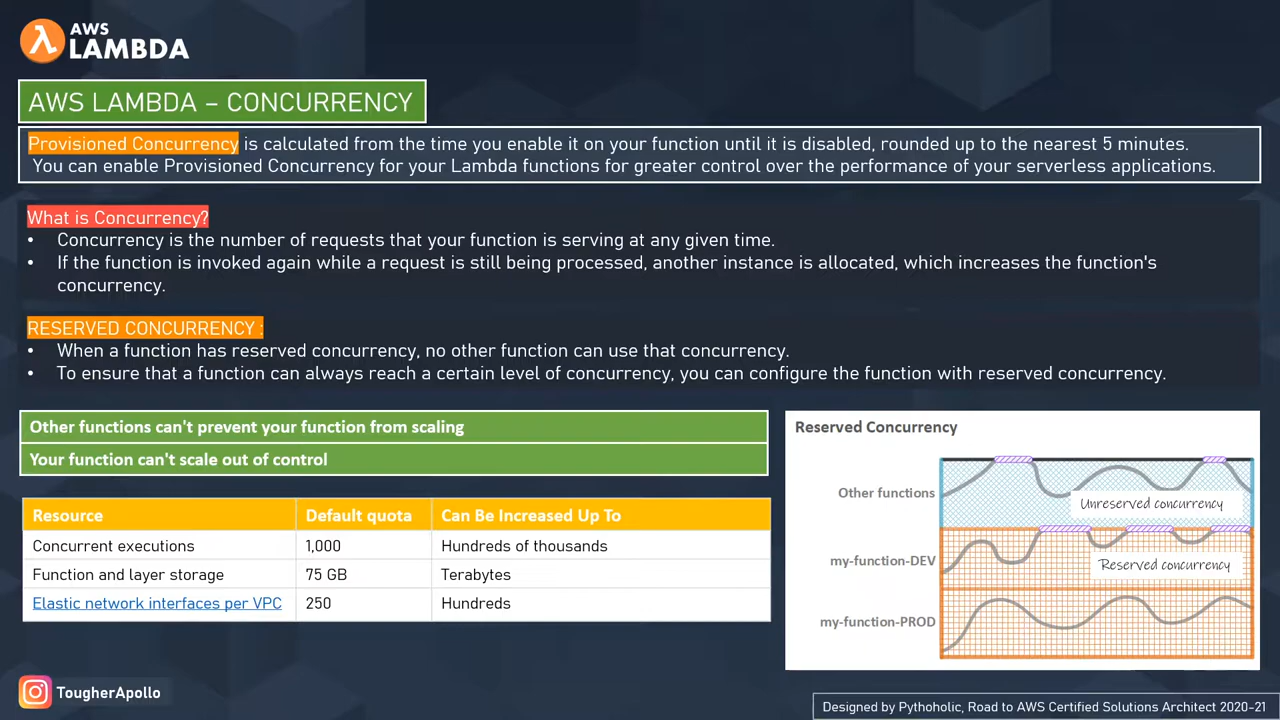 AWS
LAMBDA
AWS LAMBDA – CONCURRENCY
Provisioned Concurrency is calculated from the time you enable it on your function until it is disabled, rounded up to the nearest 5 minutes.
You can enable Provisioned Concurrency for your Lambda functions for greater control over the performance of your serverless applications.
What is Concurrency?
• Concurrency is the number of requests that your function is serving at any given time.
• If the function is invoked again while a request is still being processed, another instance is allocated, which increases the function's
concurrency.
RESERVED CONCURRENCY :
• When a function has reserved concurrency, no other function can use that concurrency.
• To ensure that a function can always reach a certain level of concurrency, you can configure the function with reserved concurrency.
Other functions can't prevent your function from scaling
Your function can't scale out of control
Resource Default quota Can Be Increased Up To
Concurrent executions 1,000 Hundreds of thousands
Function and layer storage 75 GB Terabytes
Elastic network interfaces per VPC 250 Hundreds
Reserved Concurrency
Other functions
Unreserved concurrency
my-function-DEV
Reserved concurrency
my-function-PROD
TougherApollo
Designed by Pythoholic, Road to AWS Certified Solutions Architect 2020-21